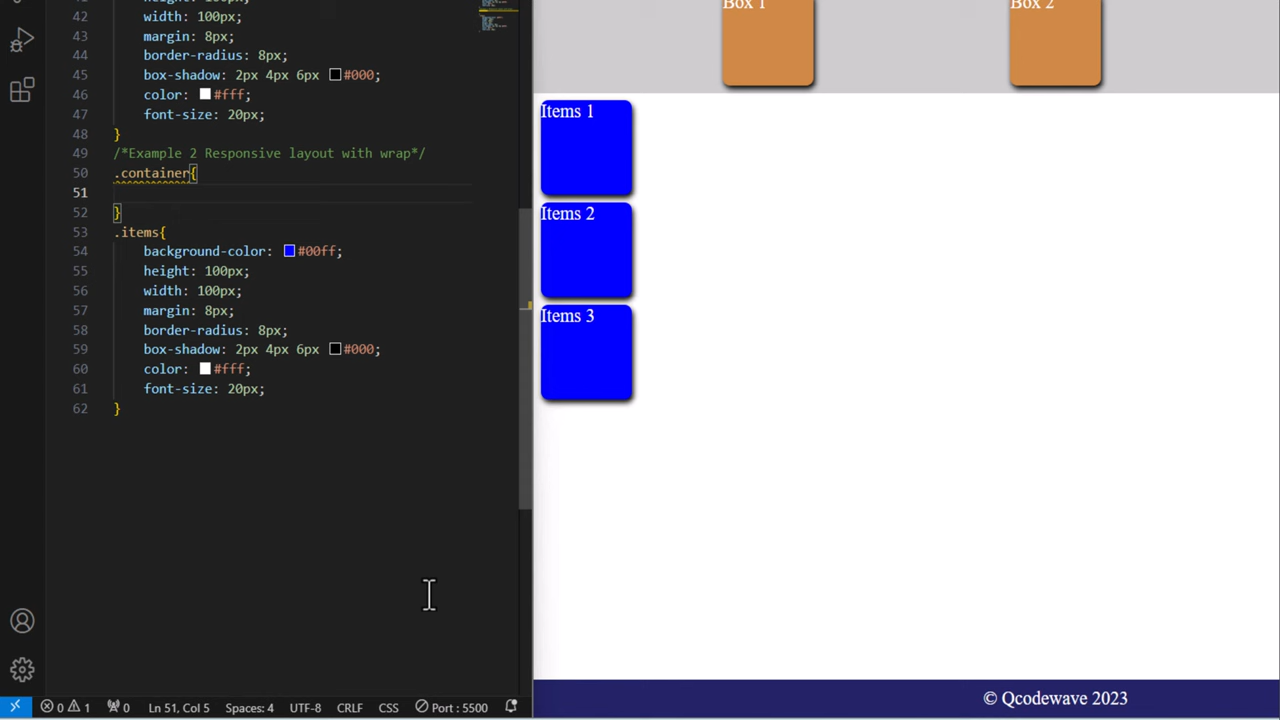 42 width: 100px;
43 margin: 8px;
44 border-radius: 8px;
45 box-shadow: 2px 4px 6px #000;
46 color: #fff;
47 font-size: 20px;
48 }
49 /*Example 2 Responsive layout with wrap*/
50 .container{
51
52 }
53 .items{
54 background-color: #00ff;
55 height: 100px;
56 width: 100px;
57 margin: 8px;
58 border-radius: 8px;
59 box-shadow: 2px 4px 6px #000;
60 color: #fff;
61 font-size: 20px;
62 }
0 1 0 Ln 51, Col 5 Spaces: 4 UTF-8 CRLF CSS Port : 5500
Box 1 Box 2
Items 1
Items 2
Items 3
© Qcodewave 2023